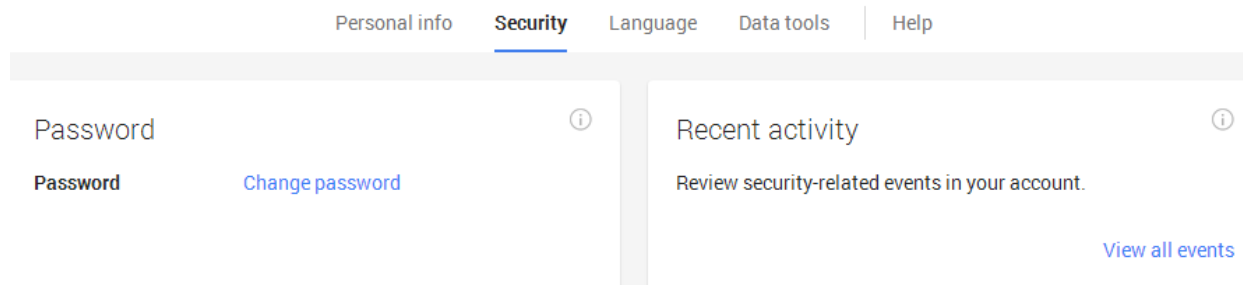 Personal info Security Language Data tools Help
Password
Password Change password
Recent activity
Review security-related events in your account.
View all events